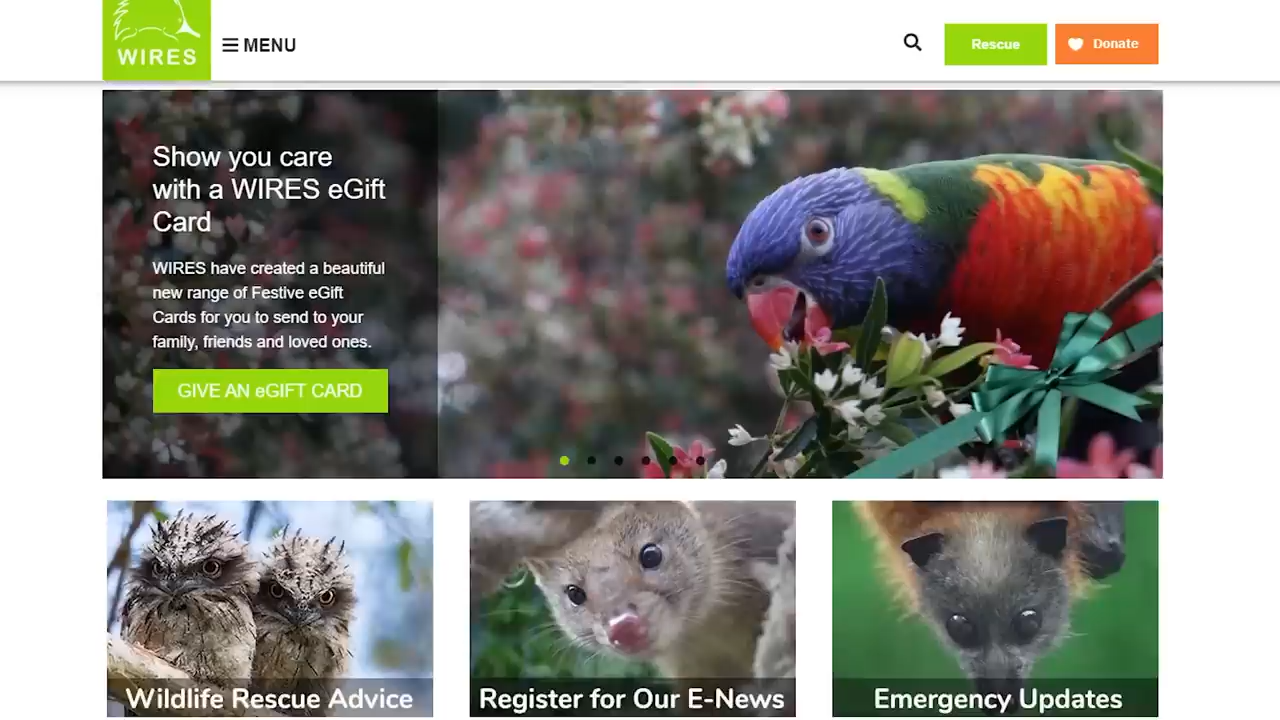 WIRES
MENU
Rescue
Donate
Show you care
with a WIRES eGift
Card
WIRES have created a beautiful
new range of Festive eGift
Cards for you to send to your
family, friends and loved ones.
GIVE AN eGIFT CARD
Wildlife Rescue Advice
Register for Our E-News
Emergency Updates